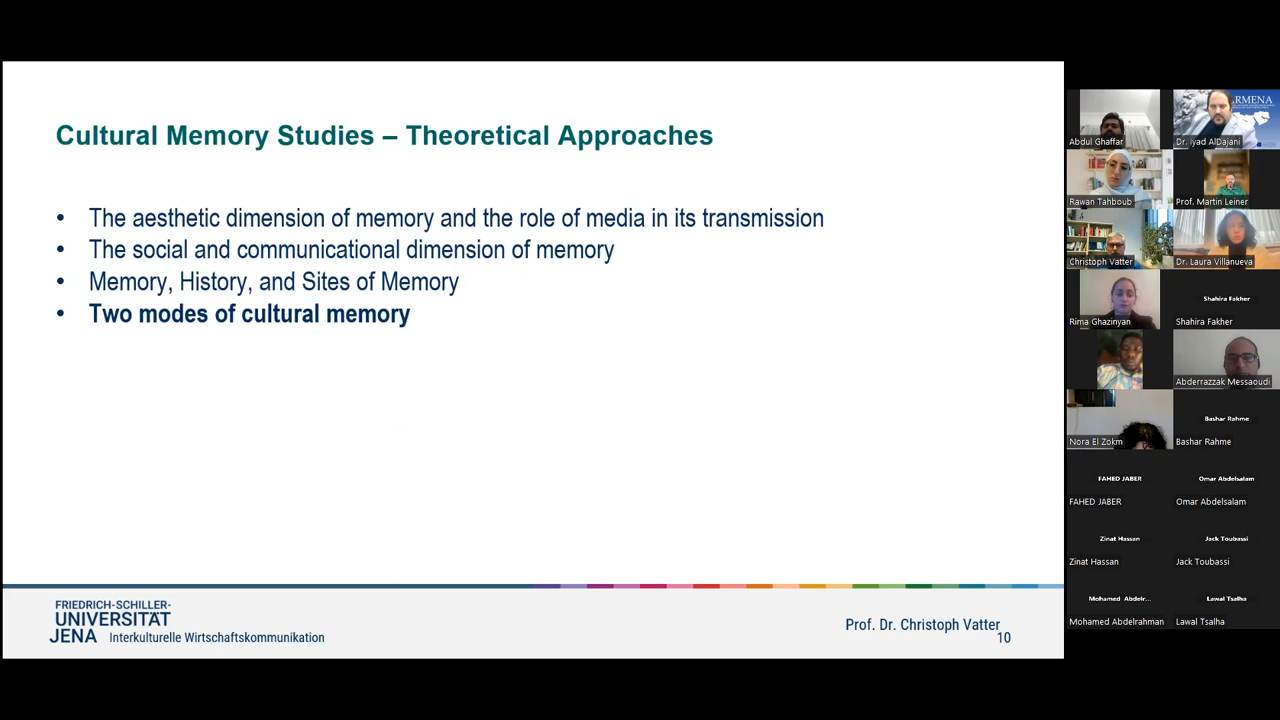 Cultural Memory Studies – Theoretical Approaches
• The aesthetic dimension of memory and the role of media in its transmission
• The social and communicational dimension of memory
• Memory, History, and Sites of Memory
• Two modes of cultural memory
FRIEDRICH-SCHILLER-
UNIVERSITÄT
JENA Interkulturelle Wirtschaftskommunikation
Prof. Dr. Christoph Vatter
10
Abdul Ghaffar
RMENA
Dr. Iyad AlDajani
Rawan Tahboub
Prof. Martin Leiner
Christoph Vatter
Dr. Laura Villanueva
Rima Ghazinyan
Shahira Fakher
Shahira Fakher
Abderrazzak Messaoudi
Nora El Zokm
Bashar Rahme
Bashar Rahme
FAHED JABER
FAHED JABER
Omar Abdelsalam
Omar Abdelsalam
Zinat Hassan
Zinat Hassan
Jack Toubassi
Jack Toubassi
Mohamed Abdelr...
Mohamed Abdelrahman
Lawal Tsalha
Lawal Tsalha